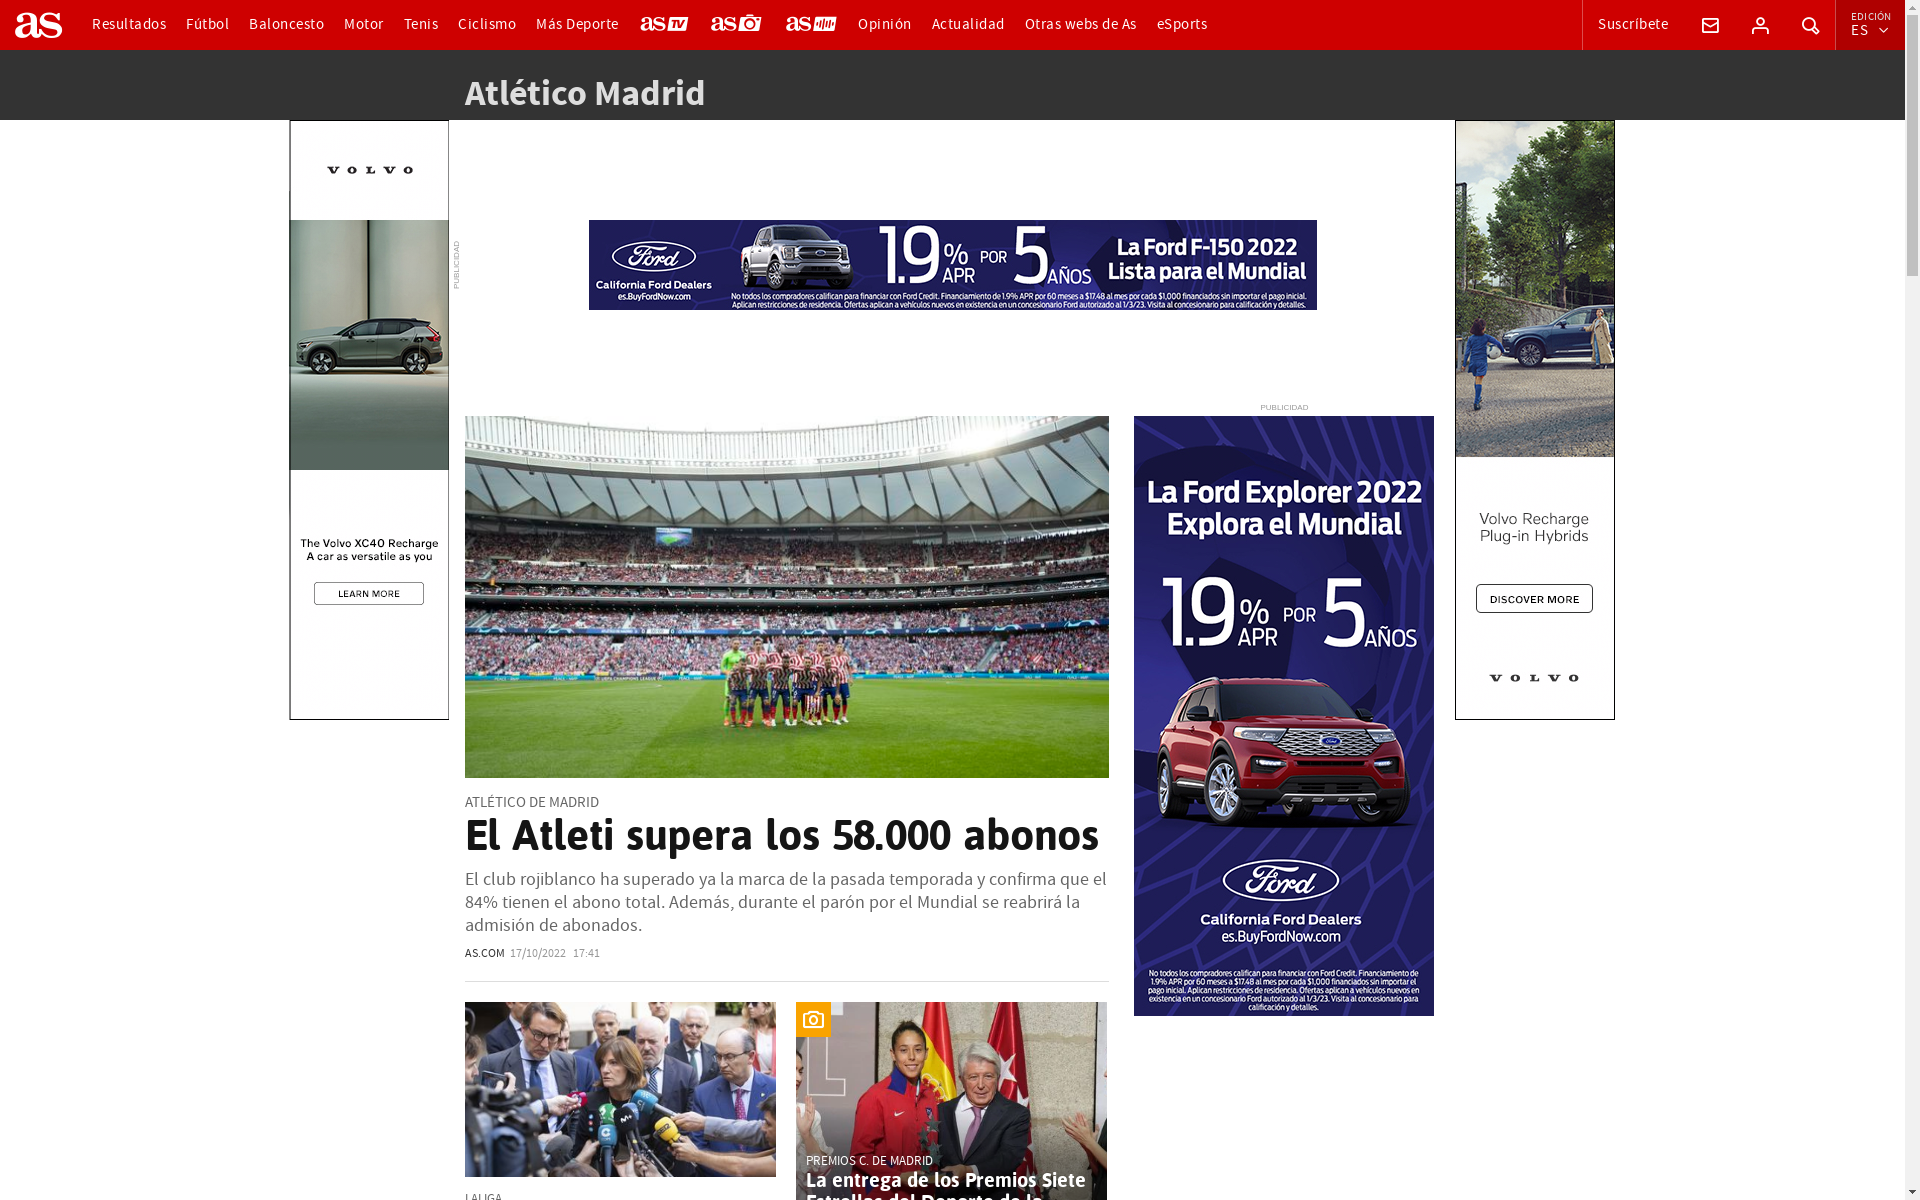 as
Resultados
Fútbol
Baloncesto
Motor
Tenis
Ciclismo
Más Deporte
as TV
as
as
Opinión
Actualidad
Otras webs de As
eSports
Suscríbete
EDICIÓN
ES
Atlético Madrid
VOLVO
The Volvo XC40 Recharge
A car as versatile as you
LEARN MORE
PUBLICIDAD
Ford
California Ford Dealers
es.BuyFordNow.com
1.9% APR POR 5 AÑOS
La Ford F-150 2022
Lista para el Mundial
No todos los compradores califican para financiar con Ford Credit. Financiamiento de 1.9% APR por 60 meses a $17.48 al mes por cada $1,000 financiados sin importar el pago inicial.
Aplican restricciones de residencia. Ofertas aplican a vehículos nuevos en existencia en un concesionario Ford autorizado al 1/3/23. Visita al concesionario para calificación y detalles.
Volvo Recharge
Plug-in Hybrids
DISCOVER MORE
VOLVO
ATLÉTICO DE MADRID
El Atleti supera los 58.000 abonos
El club rojiblanco ha superado ya la marca de la pasada temporada y confirma que el
84% tienen el abono total. Además, durante el parón por el Mundial se reabrirá la
admisión de abonados.
AS.COM 17/10/2022 17:41
PUBLICIDAD
La Ford Explorer 2022
Explora el Mundial
1.9% APR POR 5 AÑOS
Ford
California Ford Dealers
es.BuyFordNow.com
No todos los compradores califican para financiar con Ford Credit. Financiamiento de
1.9% APR por 60 meses a $17.48 al mes por cada $1,000 financiados sin importar el
pago inicial. Aplican restricciones de residencia. Ofertas aplican a vehículos nuevos en
existencia en un concesionario Ford autorizado al 1/3/23. Visita al concesionario para
calificación y detalles.
LALIGA
PREMIOS C. DE MADRID
La entrega de los Premios Siete
Estrellas del Deporte de la